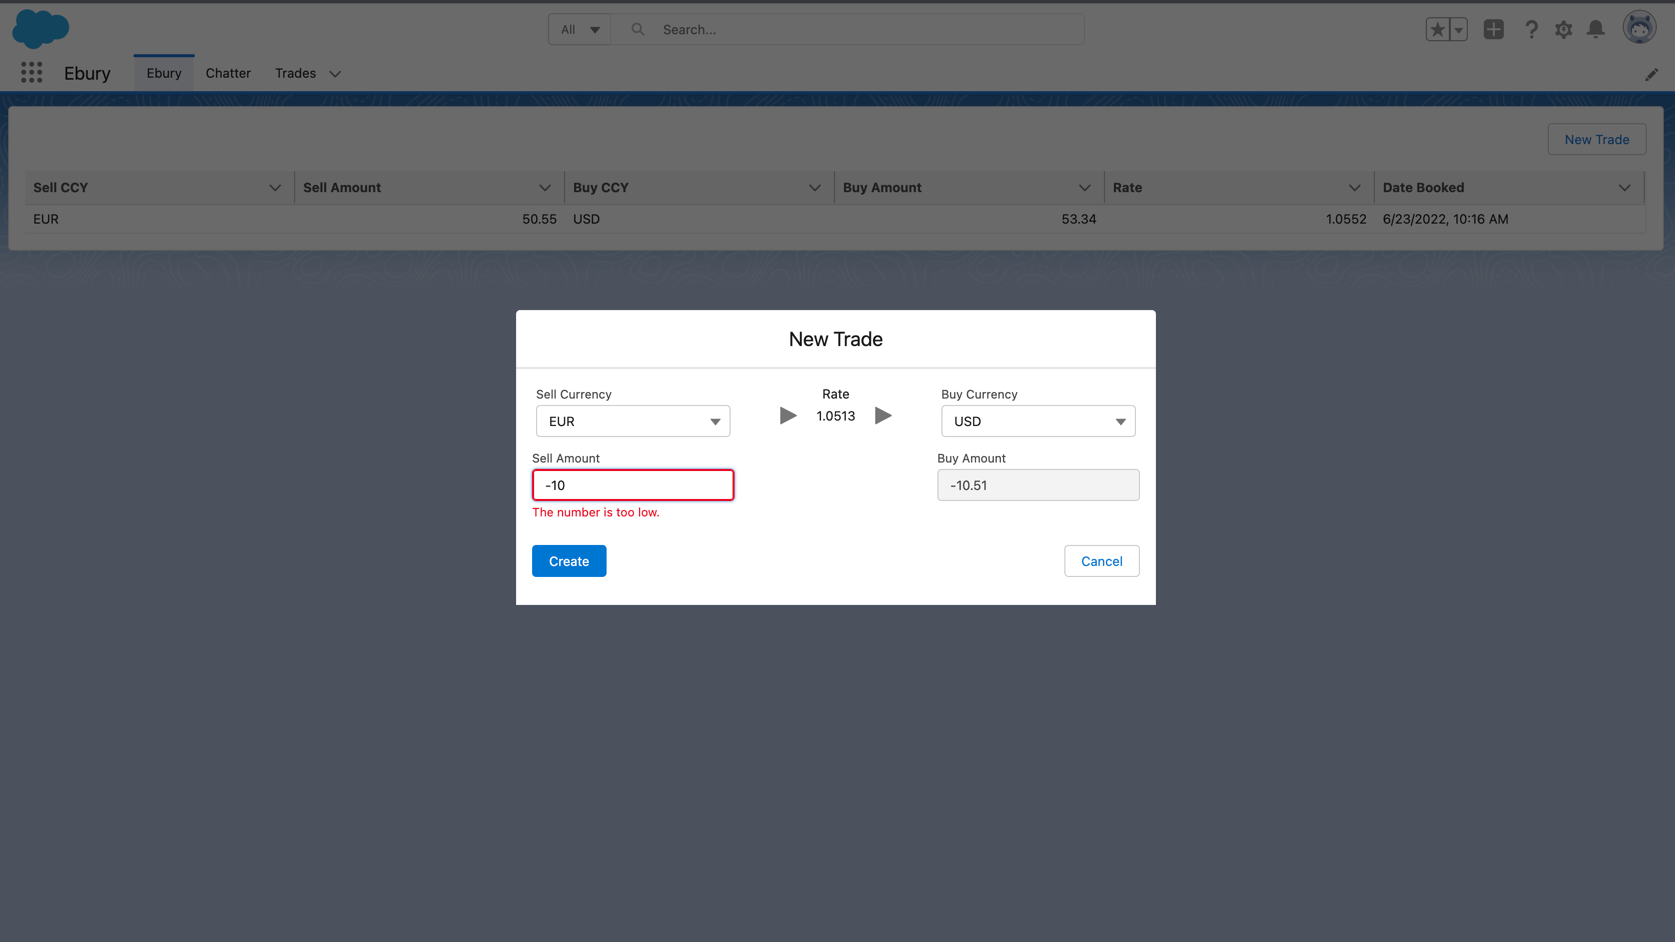 All
Search...
Ebury
Ebury Chatter Trades
New Trade
Sell CCY Sell Amount Buy CCY Buy Amount Rate Date Booked
EUR 50.55 USD 53.34 1.0552 6/23/2022, 10:16 AM
New Trade
Sell Currency Rate Buy Currency
EUR 1.0513 USD
Sell Amount Buy Amount
-10 -10.51
The number is too low.
Create Cancel